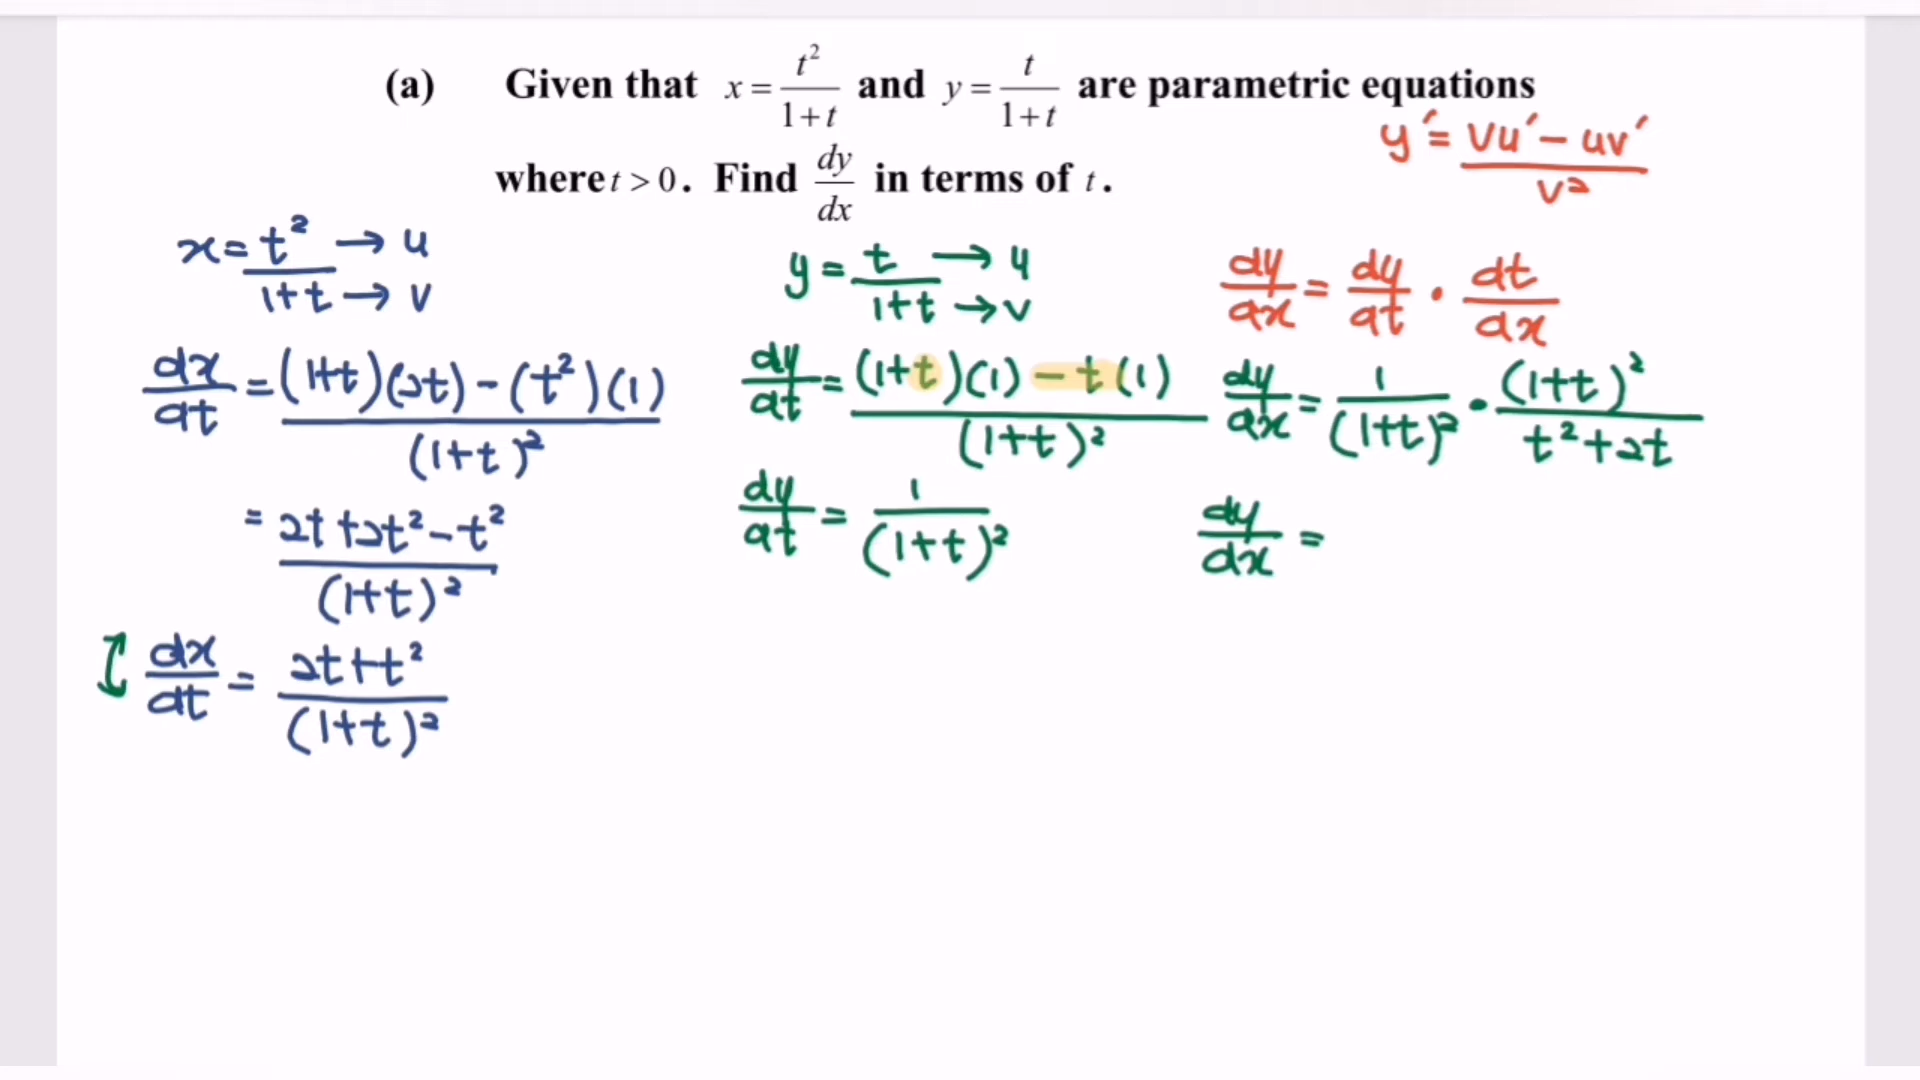 (a) Given that x = t²/(1+t) and y = t/(1+t) are parametric equations
y′ = (vu′ − uv′)/v²
where t > 0. Find dy/dx in terms of t.
x = t²/(1+t) → u → v
dx/dt = ((1+t)(2t) − (t²)(1))/(1+t)²
= (2t + 2t² − t²)/(1+t)²
dx/dt = (2t + t²)/(1+t)²
y = t/(1+t) → u → v
dy/dt = ((1+t)(1) − t(1))/(1+t)²
dy/dt = 1/(1+t)²
dy/dx = dy/dt · dt/dx
dy/dx = 1/(1+t)² · (1+t)²/(t²+2t)
dy/dx =